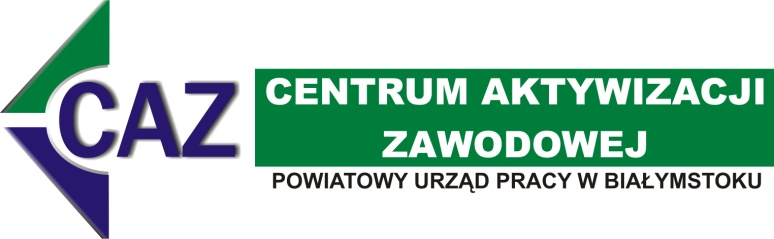 CAZ
CENTRUM AKTYWIZACJI
ZAWODOWEJ
POWIATOWY URZĄD PRACY W BIAŁYMSTOKU